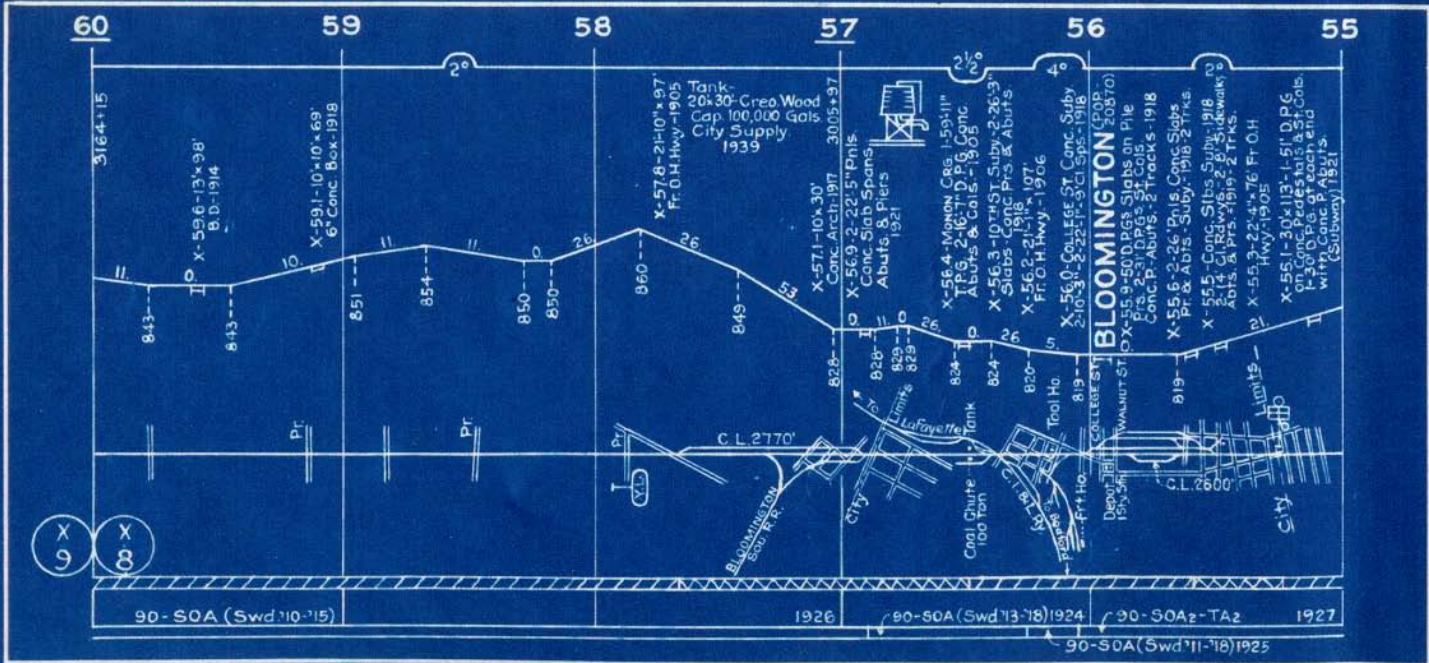 60 59 58 57 56 55
2° 2½° 4° 2°
3164+15
X-59.6-13'x98'
B.D.-1914
X-59.1-10'x10'x69'
6" Conc. Box-1918
X-57.8-21'-10"x97'
Fr. O.H. Hwy.-1905
Tank-
20x30-Creo. Wood
Cap. 100,000 Gals.
City Supply
1939
3005+97
X-57.1-10'x30'
Conc. Arch-1917
X-56.9-2-22'-5" Pnls.
Conc. Slab Spans,
Abuts. & Piers
1921
X-56.4-MONON CRG. 1-59'-11"
T.P.G. 2-16'-7" D.P.G. Conc
Abuts & Cols.-1905
X-56.3-10TH ST. Suby-2-26'-3"
Slabs-Conc. Prs. & Abuts
1918
X-56.2-21'-1"x107'
Fr. O.H. Hwy.-1906
X-56.0-COLLEGE ST. Conc. Suby
2-10'-3"-2-22'-1"-9" Cl Sps-1918
BLOOMINGTON (POP.-20870)
X-55.9-50' D.P.G's Slabs on Pile
Prs. 2-31' D.P.G's St. Cols.
Conc. P. Abuts. 2 Tracks-1918
X-55.6-2-26' Pnls. Conc. Slabs
Pr. & Abts.-Suby-1918-2 Trks.
X-55.5 Conc. Slbs Suby.-1918
2-14' Cl. Rdways. 2-8' Sidewalks
Abts. & Prs.-1919-2 Trks.
X-55.3-22'-4"x76' Fr. O.H
Hwy.-1905
X-55.1-30'x113'-1-51' D.P.G
on Conc. Pedestals & St. Cols.
1-30' D.P.G. at each end
with Conc. P. Abuts.
(Subway) 1921
11. 0 10. 11. 11. 0. 26. 26. 53 0 11. 0 26. 0. 26 5. 0 21.
843 843 851 854 850 850 860 849 828 828 829 829 824 824 820 819 819
Pr. Pr. Pr.
Y.L.
C.L. 2770'
BLOOMINGTON
SOU R.R.
City Limits
To Lafayette
Tank
Coal Chute
100 Ton
C.I.&L. Ry.
Tool Ho.
Frt Ho.
COLLEGE ST.
WALNUT ST.
Depot
C.L. 2600'
City Limits
X
9
X
8
90-SOA (Swd.'10-'15) 1926 90-SOA (Swd.'13-'18) 1924 90-SOA2-TA2 1927
90-SOA (Swd.'11-'18) 1925